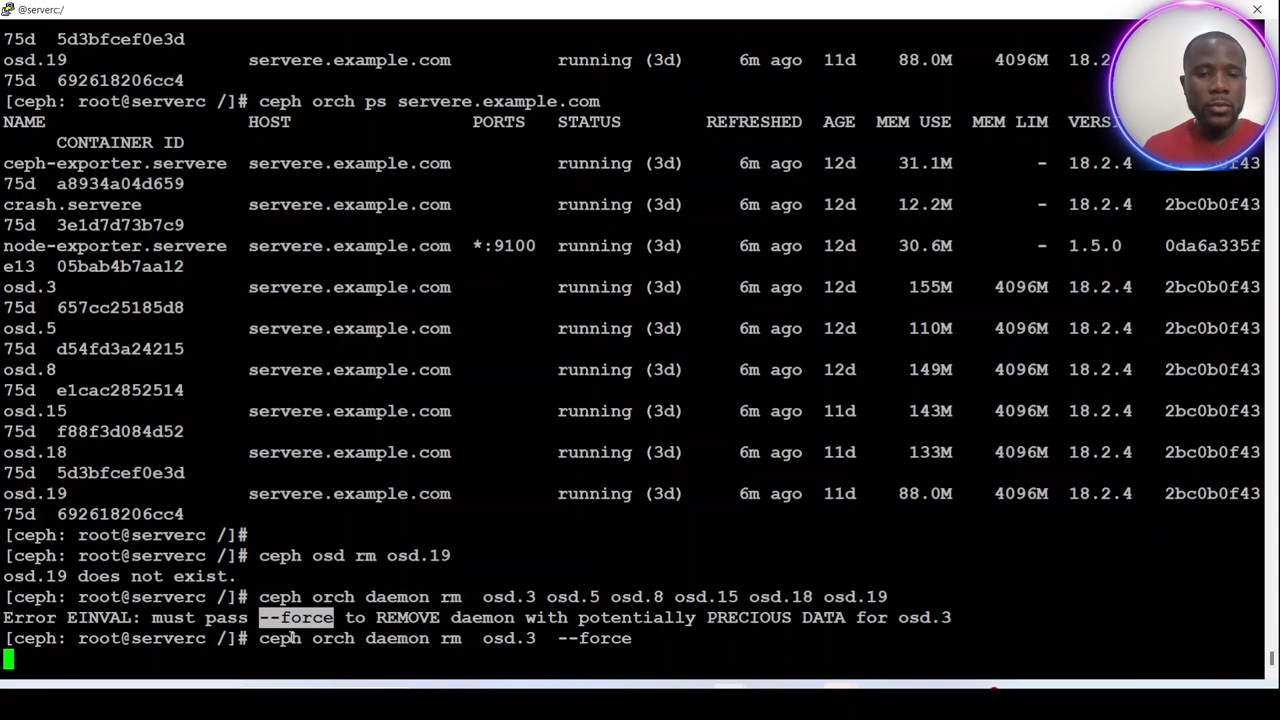 @serverc:/
75d 5d3bfcef0e3d
osd.19 servere.example.com running (3d) 6m ago 11d 88.0M 4096M 18.2
75d 692618206cc4
[ceph: root@serverc /]# ceph orch ps servere.example.com
NAME HOST PORTS STATUS REFRESHED AGE MEM USE MEM LIM VERS
CONTAINER ID
ceph-exporter.servere servere.example.com running (3d) 6m ago 12d 31.1M - 18.2.4 2bc0b0f43
75d a8934a04d659
crash.servere servere.example.com running (3d) 6m ago 12d 12.2M - 18.2.4 2bc0b0f43
75d 3e1d7d73b7c9
node-exporter.servere servere.example.com *:9100 running (3d) 6m ago 12d 30.6M - 1.5.0 0da6a335f
e13 05bab4b7aa12
osd.3 servere.example.com running (3d) 6m ago 12d 155M 4096M 18.2.4 2bc0b0f43
75d 657cc25185d8
osd.5 servere.example.com running (3d) 6m ago 12d 110M 4096M 18.2.4 2bc0b0f43
75d d54fd3a24215
osd.8 servere.example.com running (3d) 6m ago 12d 149M 4096M 18.2.4 2bc0b0f43
75d e1cac2852514
osd.15 servere.example.com running (3d) 6m ago 11d 143M 4096M 18.2.4 2bc0b0f43
75d f88f3d084d52
osd.18 servere.example.com running (3d) 6m ago 11d 133M 4096M 18.2.4 2bc0b0f43
75d 5d3bfcef0e3d
osd.19 servere.example.com running (3d) 6m ago 11d 88.0M 4096M 18.2.4 2bc0b0f43
75d 692618206cc4
[ceph: root@serverc /]#
[ceph: root@serverc /]# ceph osd rm osd.19
osd.19 does not exist.
[ceph: root@serverc /]# ceph orch daemon rm osd.3 osd.5 osd.8 osd.15 osd.18 osd.19
Error EINVAL: must pass --force to REMOVE daemon with potentially PRECIOUS DATA for osd.3
[ceph: root@serverc /]# ceph orch daemon rm osd.3 --force